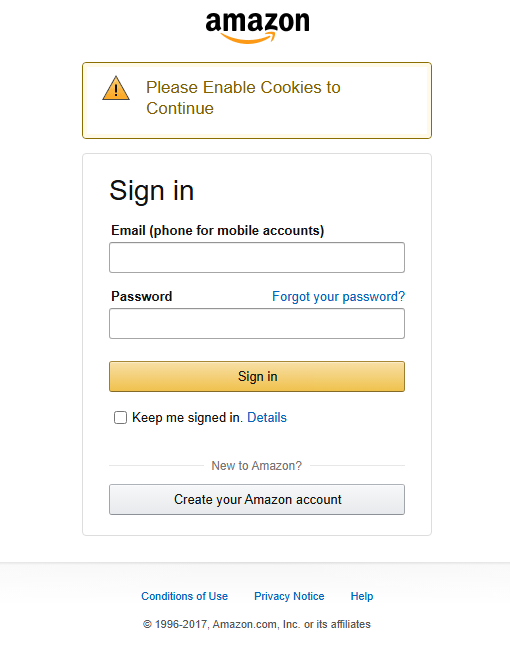 amazon
Please Enable Cookies to
Continue
Sign in
Email (phone for mobile accounts)
Password Forgot your password?
Sign in
Keep me signed in. Details
New to Amazon?
Create your Amazon account
Conditions of Use Privacy Notice Help
© 1996-2017, Amazon.com, Inc. or its affiliates